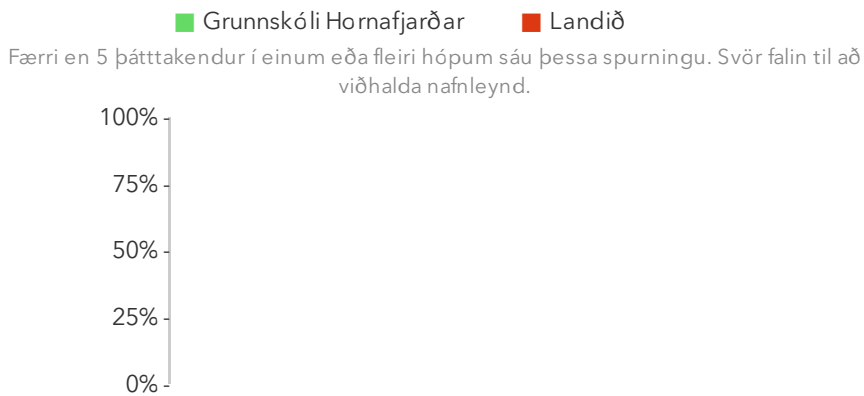 Grunnskóli Hornafjarðar Landið
Færri en 5 þátttakendur í einum eða fleiri hópum sáu þessa spurningu. Svör falin til að
viðhalda nafnleynd.
100%
75%
50%
25%
0%